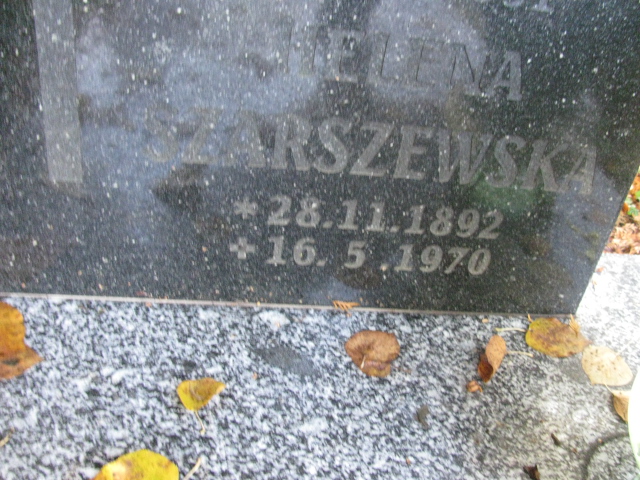 HELENA
SZARSZEWSKA
* 28.11.1892
+ 16. 5 .1970